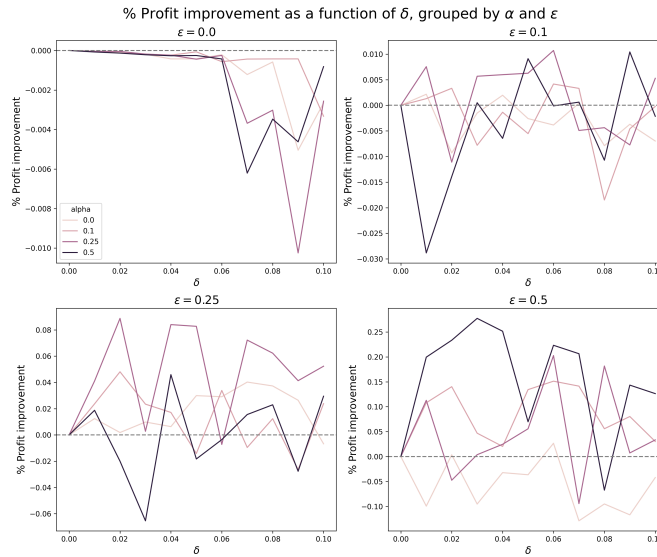 % Profit improvement as a function of δ, grouped by α and ε
ε = 0.0
ε = 0.1
% Profit improvement
0.000
−0.002
−0.004
−0.006
−0.008
−0.010
alpha
0.0
0.1
0.25
0.5
0.00 0.02 0.04 0.06 0.08 0.10
δ
% Profit improvement
0.010
0.005
0.000
−0.005
−0.010
−0.015
−0.020
−0.025
−0.030
0.00 0.02 0.04 0.06 0.08
δ
ε = 0.25
ε = 0.5
% Profit improvement
0.08
0.06
0.04
0.02
0.00
−0.02
−0.04
−0.06
0.00 0.02 0.04 0.06 0.08 0.10
δ
% Profit improvement
0.25
0.20
0.15
0.10
0.05
0.00
−0.05
−0.10
0.00 0.02 0.04 0.06 0.08
δ